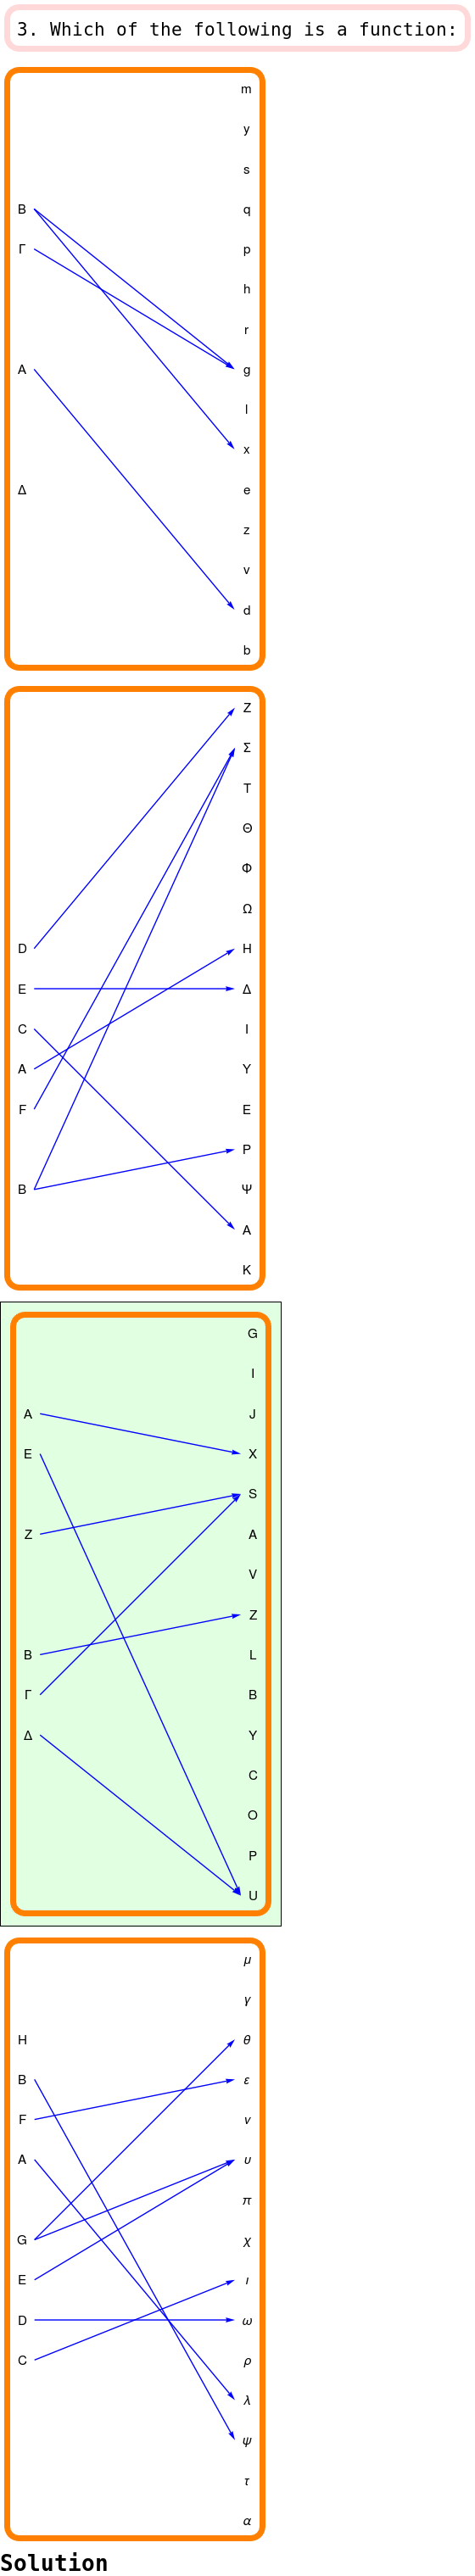 3. Which of the following is a function:
m
y
s
B q
Γ p
h
r
A g
l
x
Δ e
z
v
d
b
Z
Σ
T
Θ
Φ
Ω
D H
E Δ
C I
A Y
F E
P
B Ψ
A
K
G
I
A J
E X
S
Z A
V
Z
B L
Γ B
Δ Y
C
O
P
U
μ
γ
H θ
B ε
F ν
A υ
π
G χ
E ι
D ω
C ρ
λ
ψ
τ
α
Solution